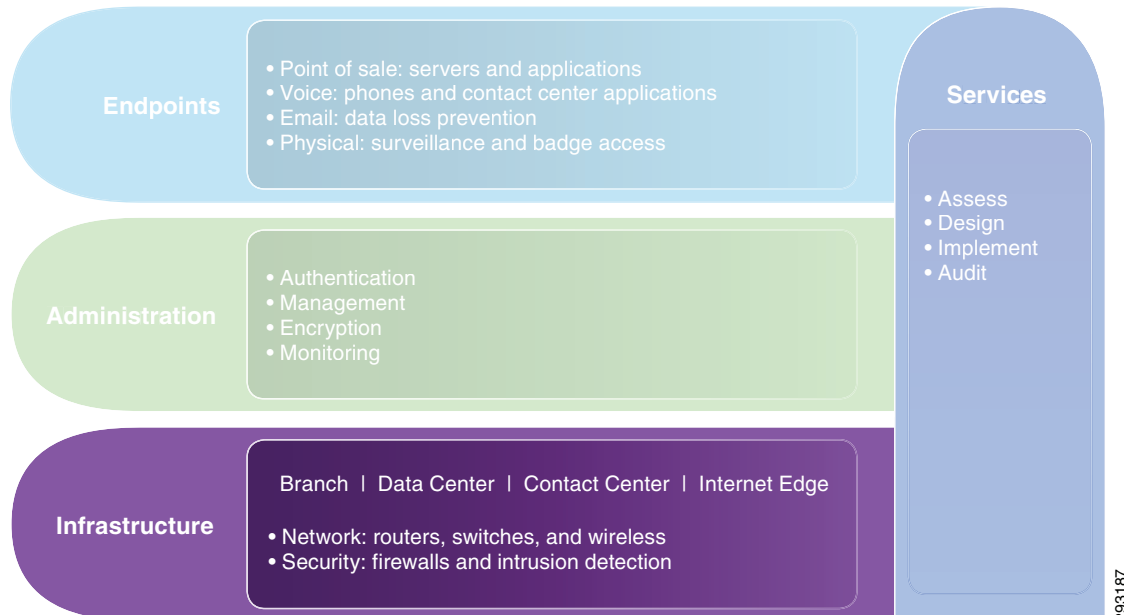 Endpoints
• Point of sale: servers and applications
• Voice: phones and contact center applications
• Email: data loss prevention
• Physical: surveillance and badge access
Administration
• Authentication
• Management
• Encryption
• Monitoring
Infrastructure
Branch | Data Center | Contact Center | Internet Edge
• Network: routers, switches, and wireless
• Security: firewalls and intrusion detection
Services
• Assess
• Design
• Implement
• Audit